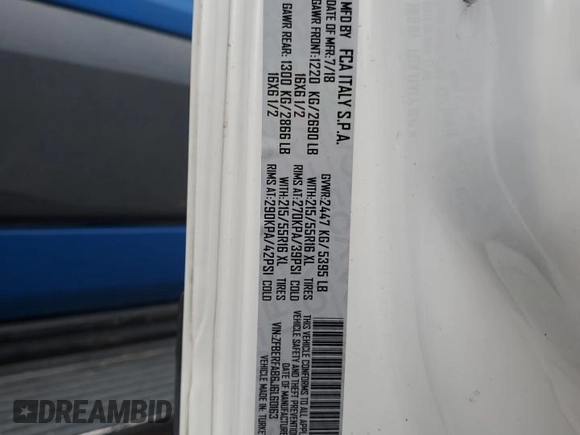 MFD BY FCA ITALY S.P.A.
DATE OF MFR: 7/18 GVWR: 2447 KG/ 5395 LB
GAWR FRONT: 1220 KG/2690 LB WITH: 215/55R16 XL TIRES
16X6 1/2 RIMS AT: 270KPA/39PSI COLD
GAWR REAR: 1300 KG/2866 LB WITH: 215/55R16 XL TIRES
16X6 1/2 RIMS AT: 290KPA/42PSI COLD
THIS VEHICLE CONFORMS TO ALL APPL
VEHICLE SAFETY AND THEFT PREVENTION
DATE OF MANUFACTUR
VIN: ZFBERFAB6J6L61063
MADE IN: TURKE
DREAMBID